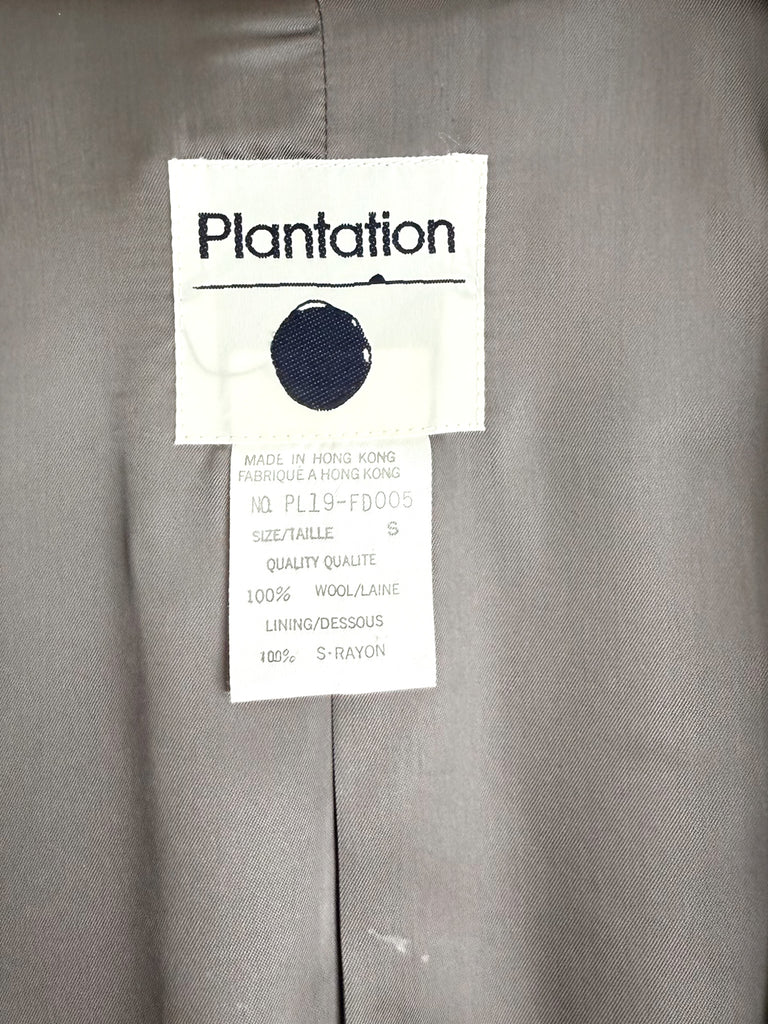 Plantation
MADE IN HONG KONG
FABRIQUÉ A HONG KONG
NO. PL19-FD005
SIZE/TAILLE S
QUALITY QUALITÉ
100% WOOL/LAINE
LINING/DESSOUS
100% S-RAYON